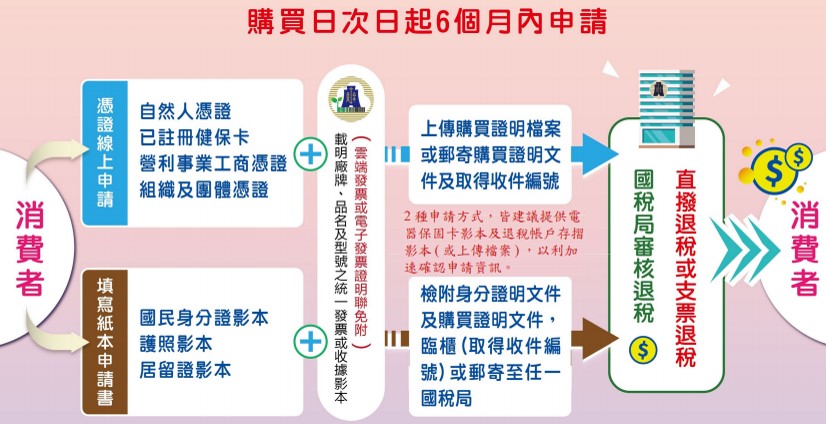 購買日次日起6個月內申請
消費者
憑證線上申請
自然人憑證
已註冊健保卡
營利事業工商憑證
組織及團體憑證
填寫紙本申請書
國民身分證影本
護照影本
居留證影本
載明廠牌、品名及型號之統一發票或收據影本
(雲端發票或電子發票證明聯免附)
上傳購買證明檔案
或郵寄購買證明文
件及取得收件編號
2種申請方式,皆建議提供電
器保固卡影本及退稅帳戶存摺
影本(或上傳檔案),以利加
速確認申請資訊。
檢附身分證明文件
及購買證明文件,
臨櫃(取得收件編
號)或郵寄至任一
國稅局
國稅局審核退稅
直撥退稅或支票退稅
消費者